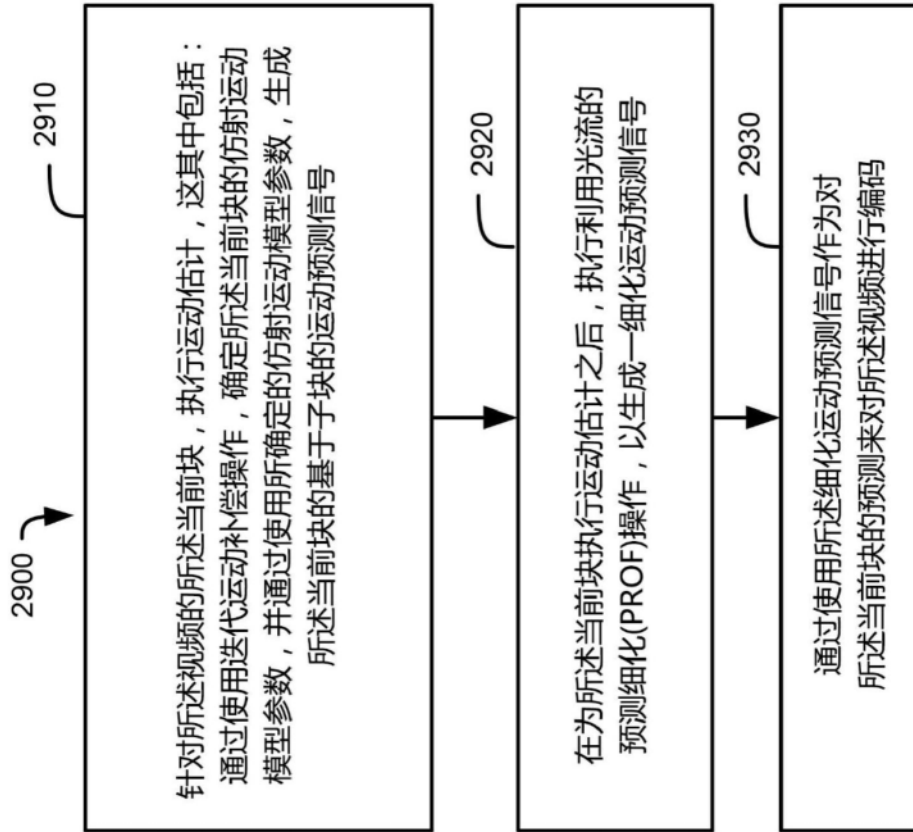 2900
2910
针对所述视频的所述当前块，执行运动估计，这其中包括：
通过使用迭代运动补偿操作，确定所述当前块的仿射运动
模型参数，并通过使用所确定的仿射运动模型参数，生成
所述当前块的基于子块的运动预测信号
2920
在为所述当前块执行运动估计之后，执行利用光流的
预测细化(PROF)操作，以生成一细化运动预测信号
2930
通过使用所述细化运动预测信号作为对
所述当前块的预测来对所述视频进行编码